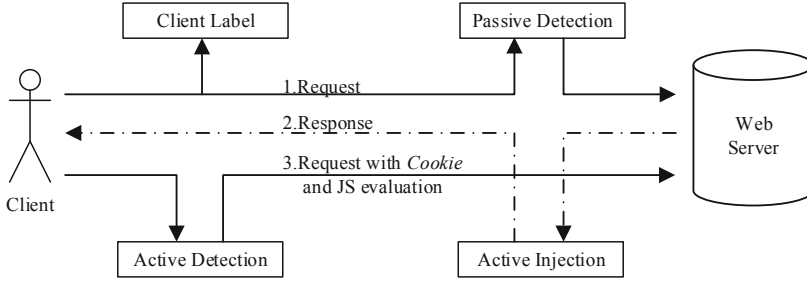 Client Label
Passive Detection
1.Request
2.Response
Web
Server
3.Request with Cookie
and JS evaluation
Client
Active Detection
Active Injection